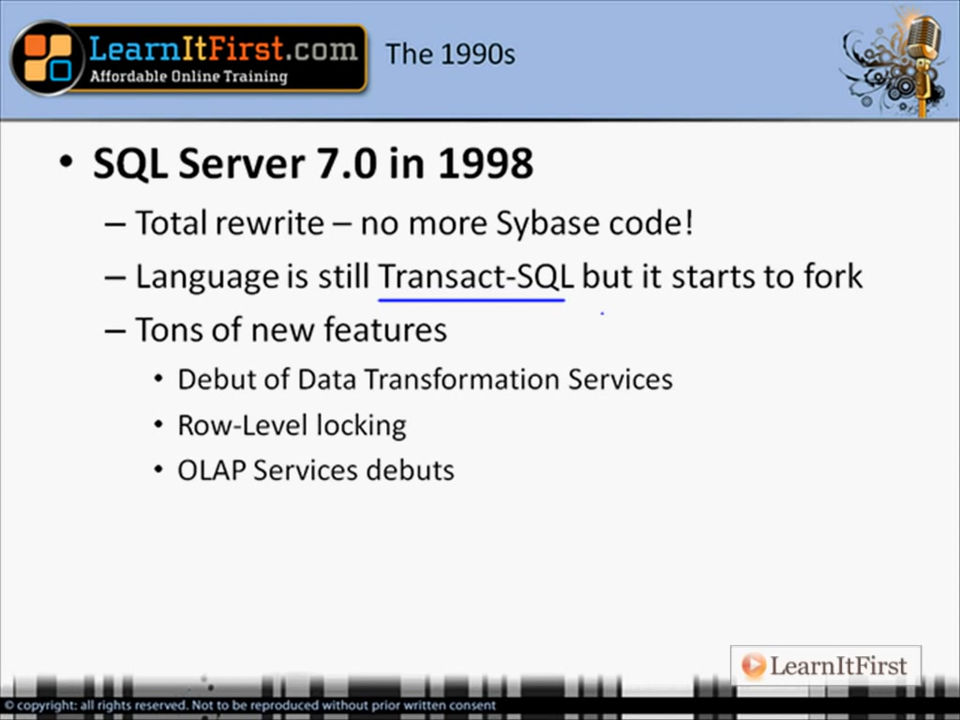 LearnItFirst.com
Affordable Online Training
The 1990s
• SQL Server 7.0 in 1998
– Total rewrite – no more Sybase code!
– Language is still Transact-SQL but it starts to fork
– Tons of new features
• Debut of Data Transformation Services
• Row-Level locking
• OLAP Services debuts
LearnItFirst
© copyright: all rights reserved. Not to be reproduced without prior written consent